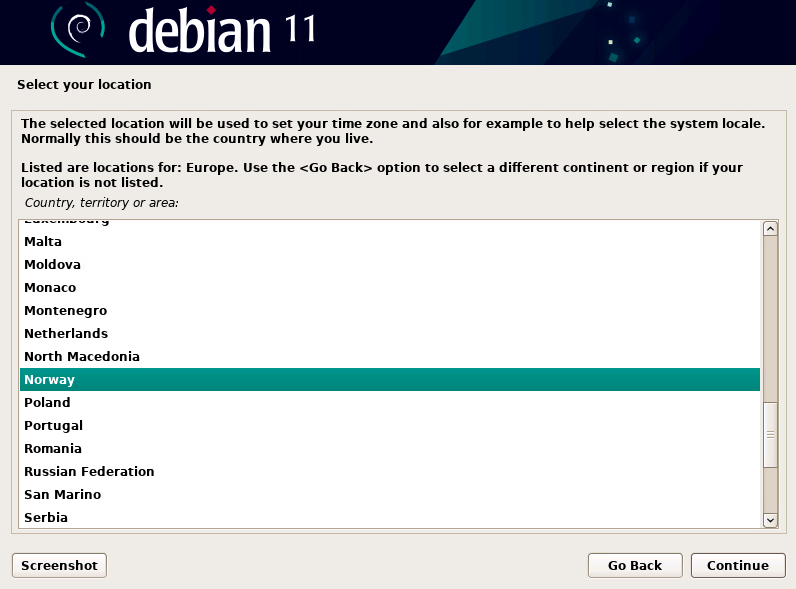 debian 11
Select your location
The selected location will be used to set your time zone and also for example to help select the system locale.
Normally this should be the country where you live.
Listed are locations for: Europe. Use the <Go Back> option to select a different continent or region if your
location is not listed.
Country, territory or area:
Luxembourg
Malta
Moldova
Monaco
Montenegro
Netherlands
North Macedonia
Norway
Poland
Portugal
Romania
Russian Federation
San Marino
Serbia
Screenshot
Go Back
Continue